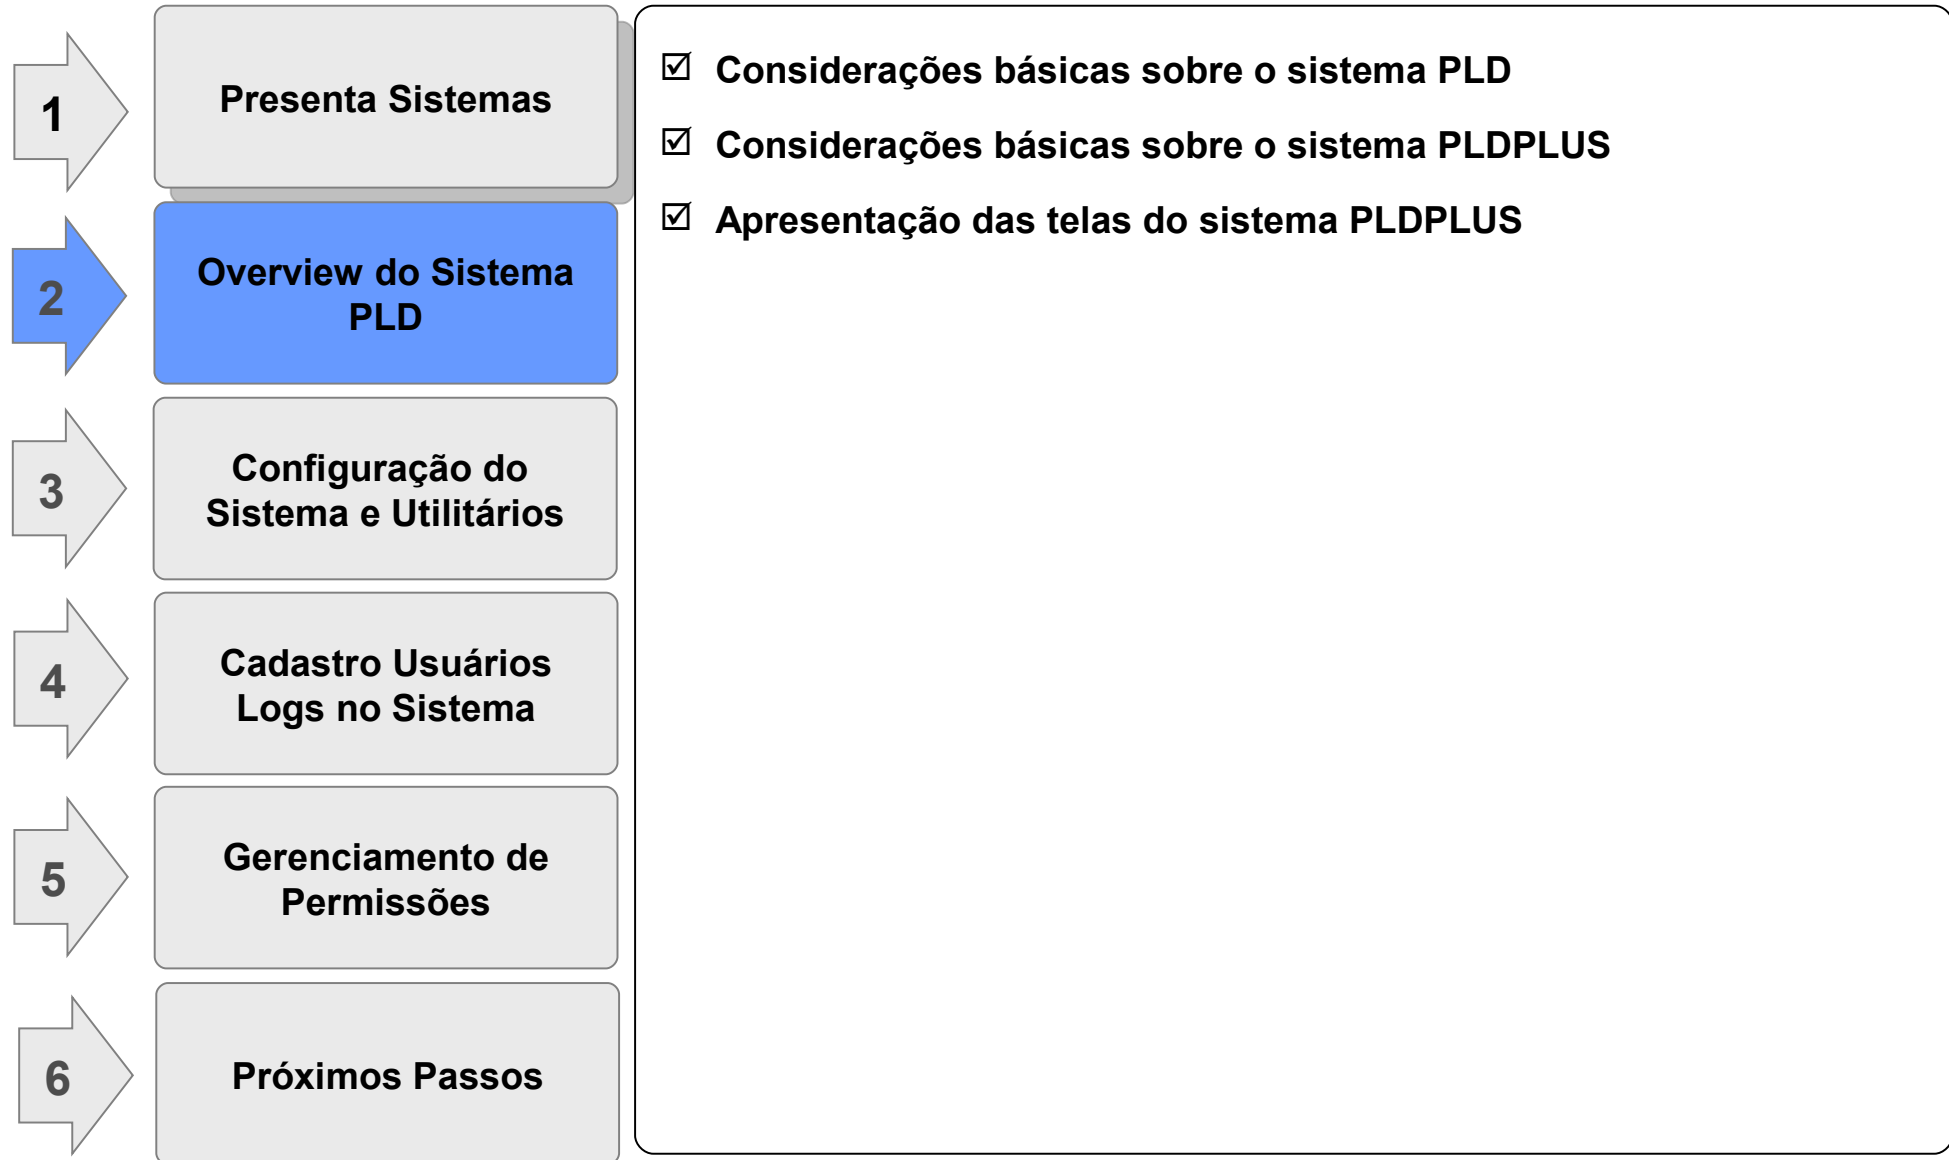 1
Presenta Sistemas
2
Overview do Sistema
PLD
3
Configuração do
Sistema e Utilitários
4
Cadastro Usuários
Logs no Sistema
5
Gerenciamento de
Permissões
6
Próximos Passos
☑ Considerações básicas sobre o sistema PLD
☑ Considerações básicas sobre o sistema PLDPLUS
☑ Apresentação das telas do sistema PLDPLUS